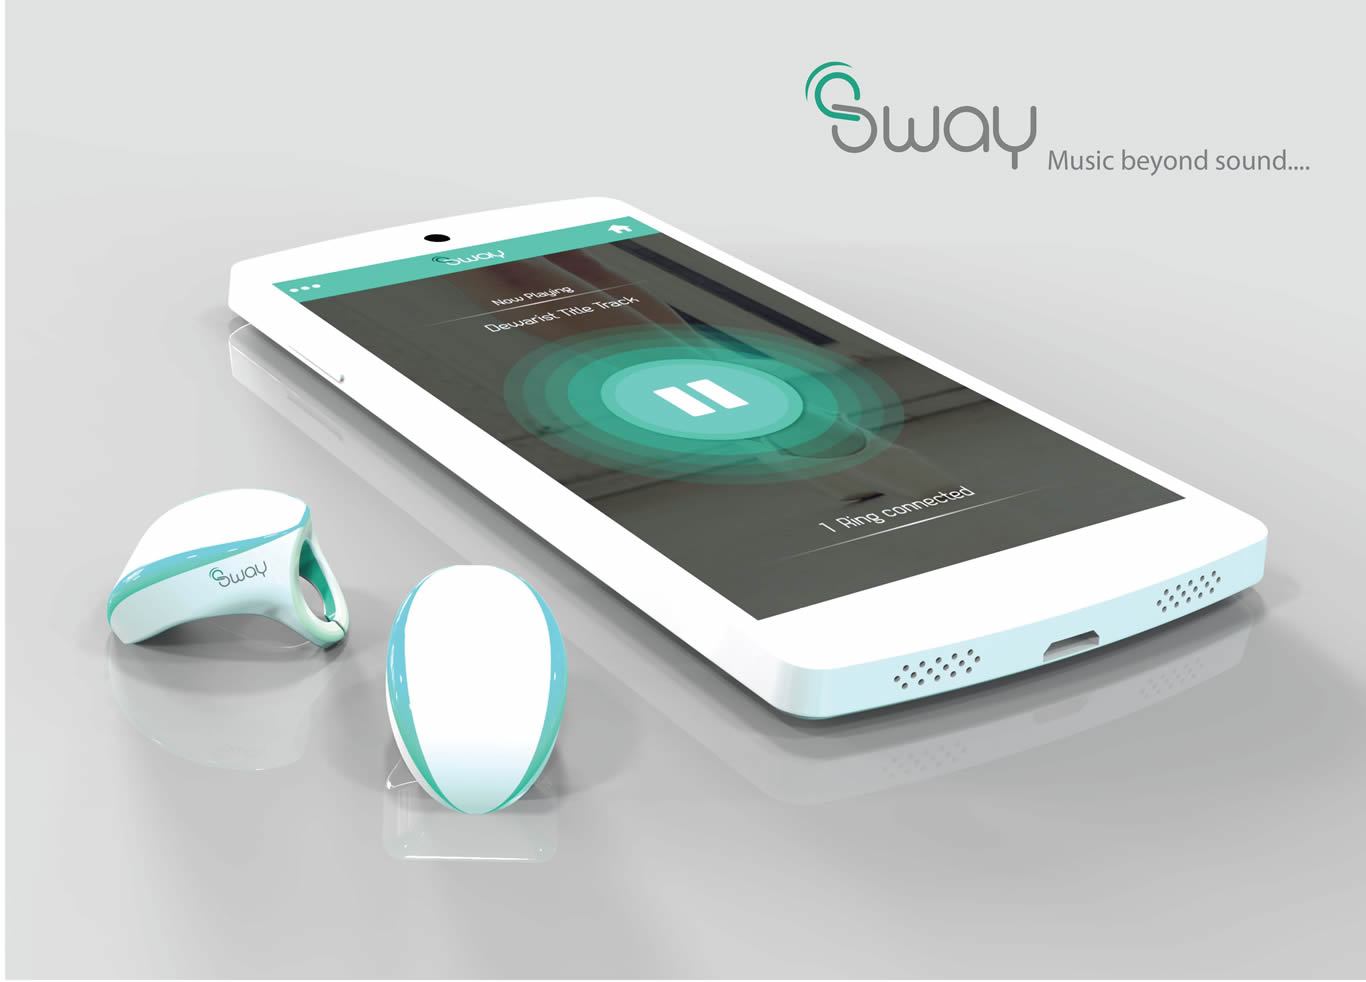 Sway
Music beyond sound....
Sway
Now Playing
Dewarist Title Track
1 Ring connected
Sway